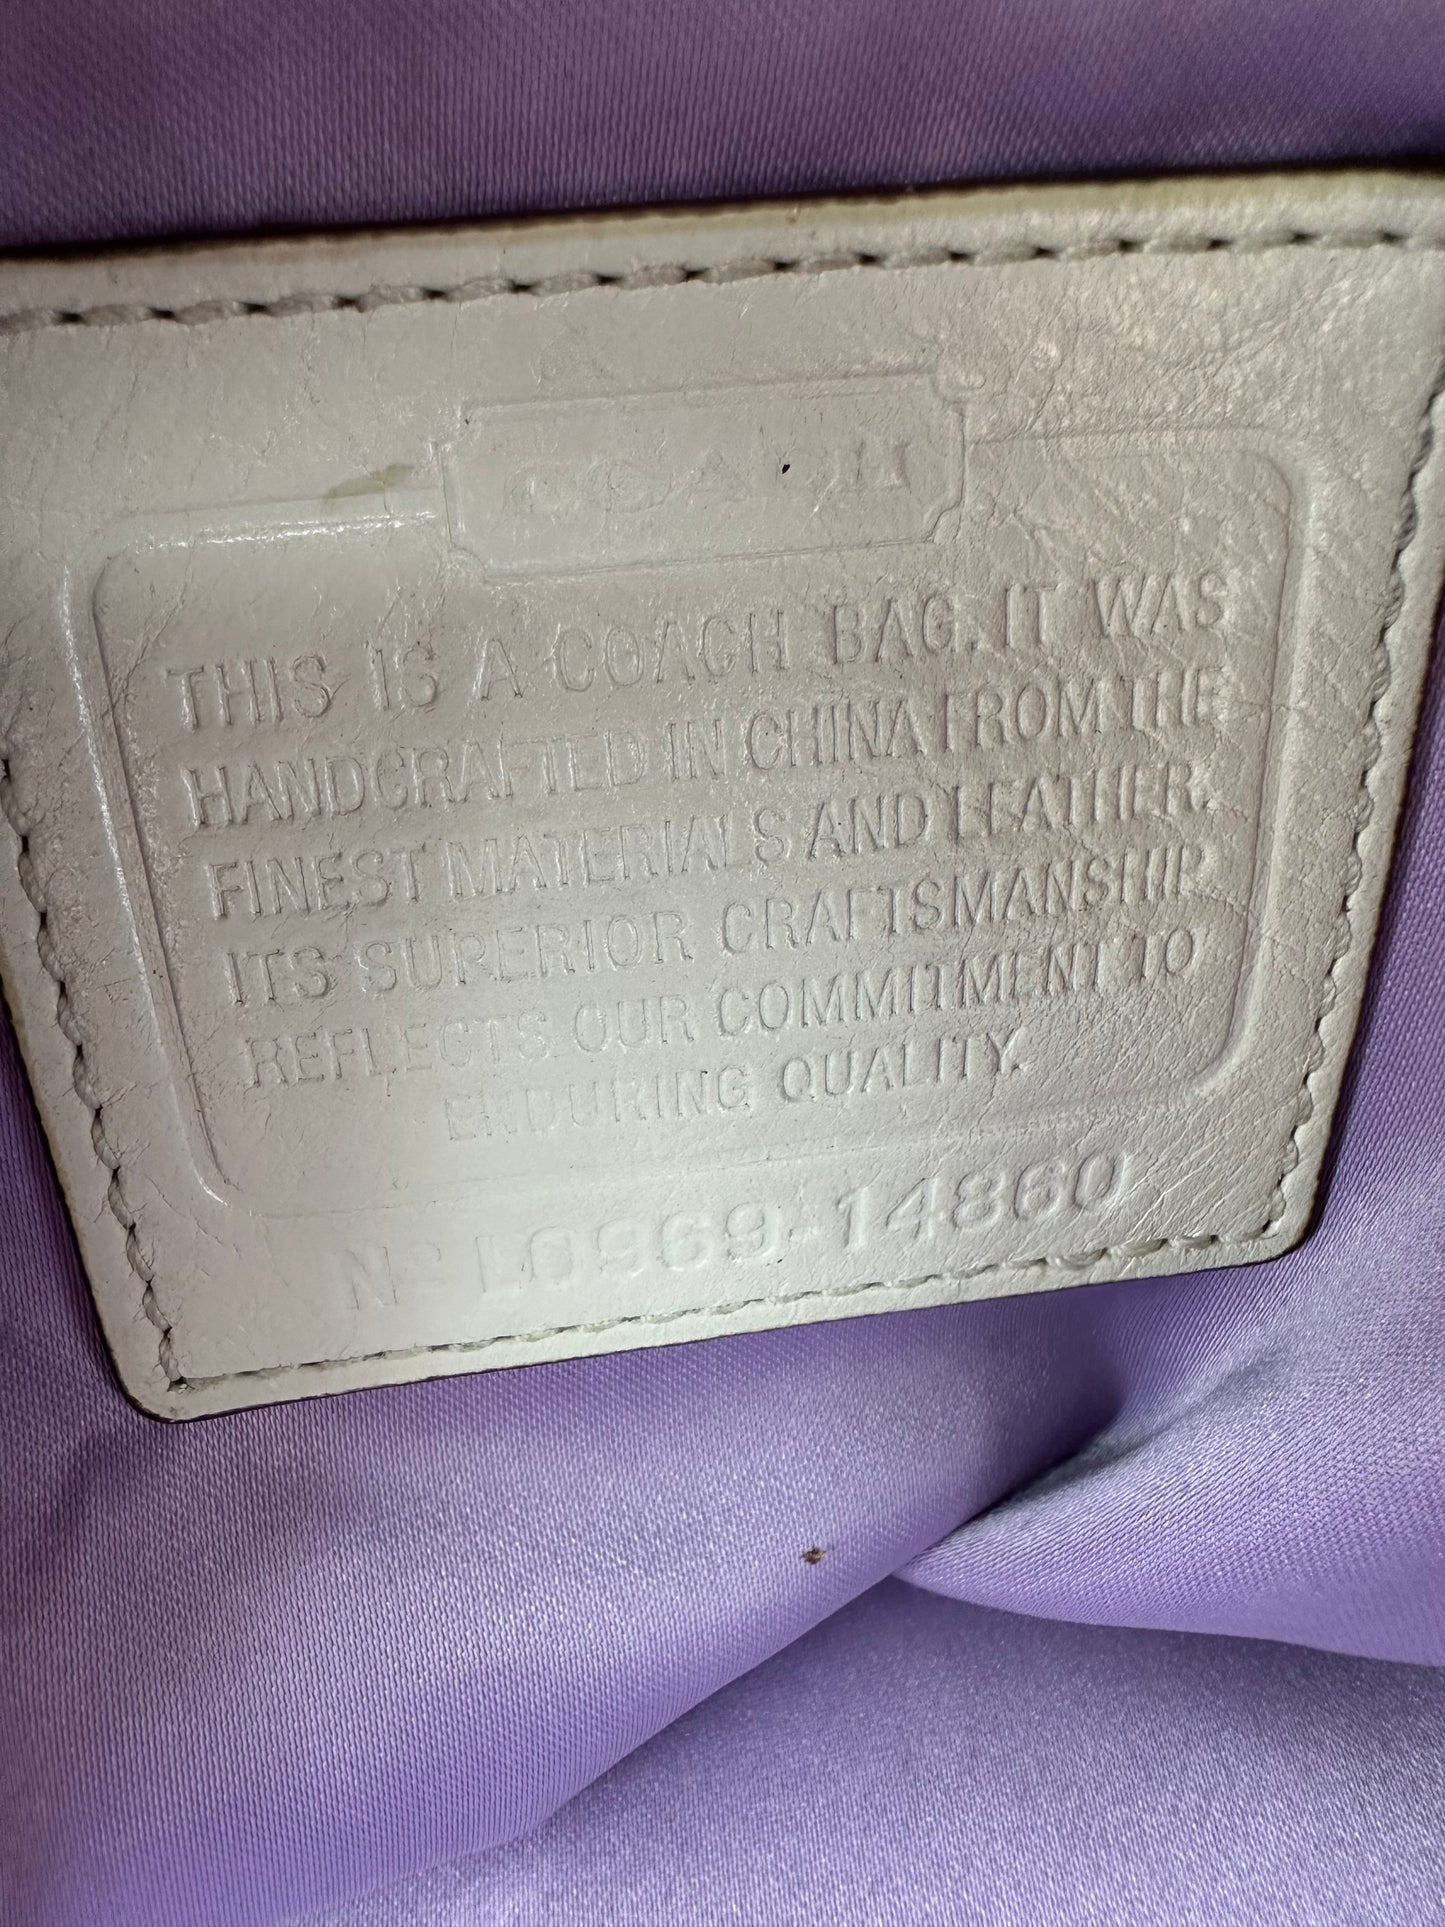 COACH
THIS IS A COACH BAG. IT WAS
HANDCRAFTED IN CHINA FROM THE
FINEST MATERIALS AND LEATHER.
ITS SUPERIOR CRAFTSMANSHIP
REFLECTS OUR COMMITMENT TO
ENDURING QUALITY.
Nº L0969-14860